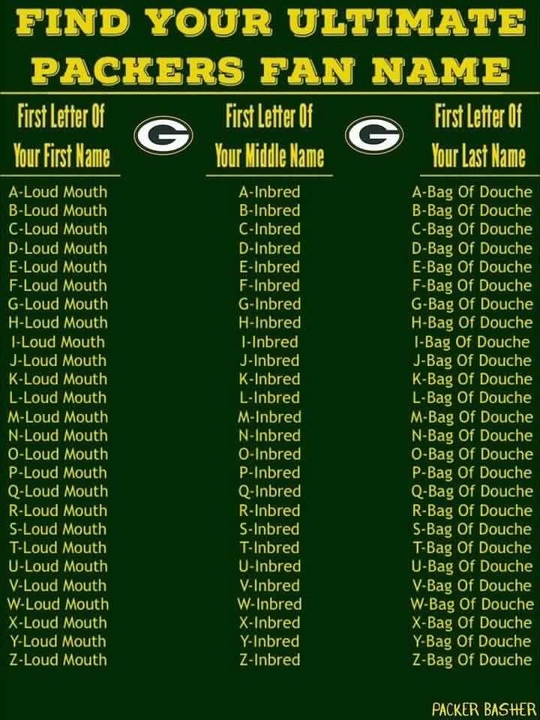 FIND YOUR ULTIMATE
PACKERS FAN NAME
First Letter Of
Your First Name
G
First Letter Of
Your Middle Name
G
First Letter Of
Your Last Name
A-Loud Mouth A-Inbred A-Bag Of Douche
B-Loud Mouth B-Inbred B-Bag Of Douche
C-Loud Mouth C-Inbred C-Bag Of Douche
D-Loud Mouth D-Inbred D-Bag Of Douche
E-Loud Mouth E-Inbred E-Bag Of Douche
F-Loud Mouth F-Inbred F-Bag Of Douche
G-Loud Mouth G-Inbred G-Bag Of Douche
H-Loud Mouth H-Inbred H-Bag Of Douche
I-Loud Mouth I-Inbred I-Bag Of Douche
J-Loud Mouth J-Inbred J-Bag Of Douche
K-Loud Mouth K-Inbred K-Bag Of Douche
L-Loud Mouth L-Inbred L-Bag Of Douche
M-Loud Mouth M-Inbred M-Bag Of Douche
N-Loud Mouth N-Inbred N-Bag Of Douche
O-Loud Mouth O-Inbred O-Bag Of Douche
P-Loud Mouth P-Inbred P-Bag Of Douche
Q-Loud Mouth Q-Inbred Q-Bag Of Douche
R-Loud Mouth R-Inbred R-Bag Of Douche
S-Loud Mouth S-Inbred S-Bag Of Douche
T-Loud Mouth T-Inbred T-Bag Of Douche
U-Loud Mouth U-Inbred U-Bag Of Douche
V-Loud Mouth V-Inbred V-Bag Of Douche
W-Loud Mouth W-Inbred W-Bag Of Douche
X-Loud Mouth X-Inbred X-Bag Of Douche
Y-Loud Mouth Y-Inbred Y-Bag Of Douche
Z-Loud Mouth Z-Inbred Z-Bag Of Douche
PACKER BASHER